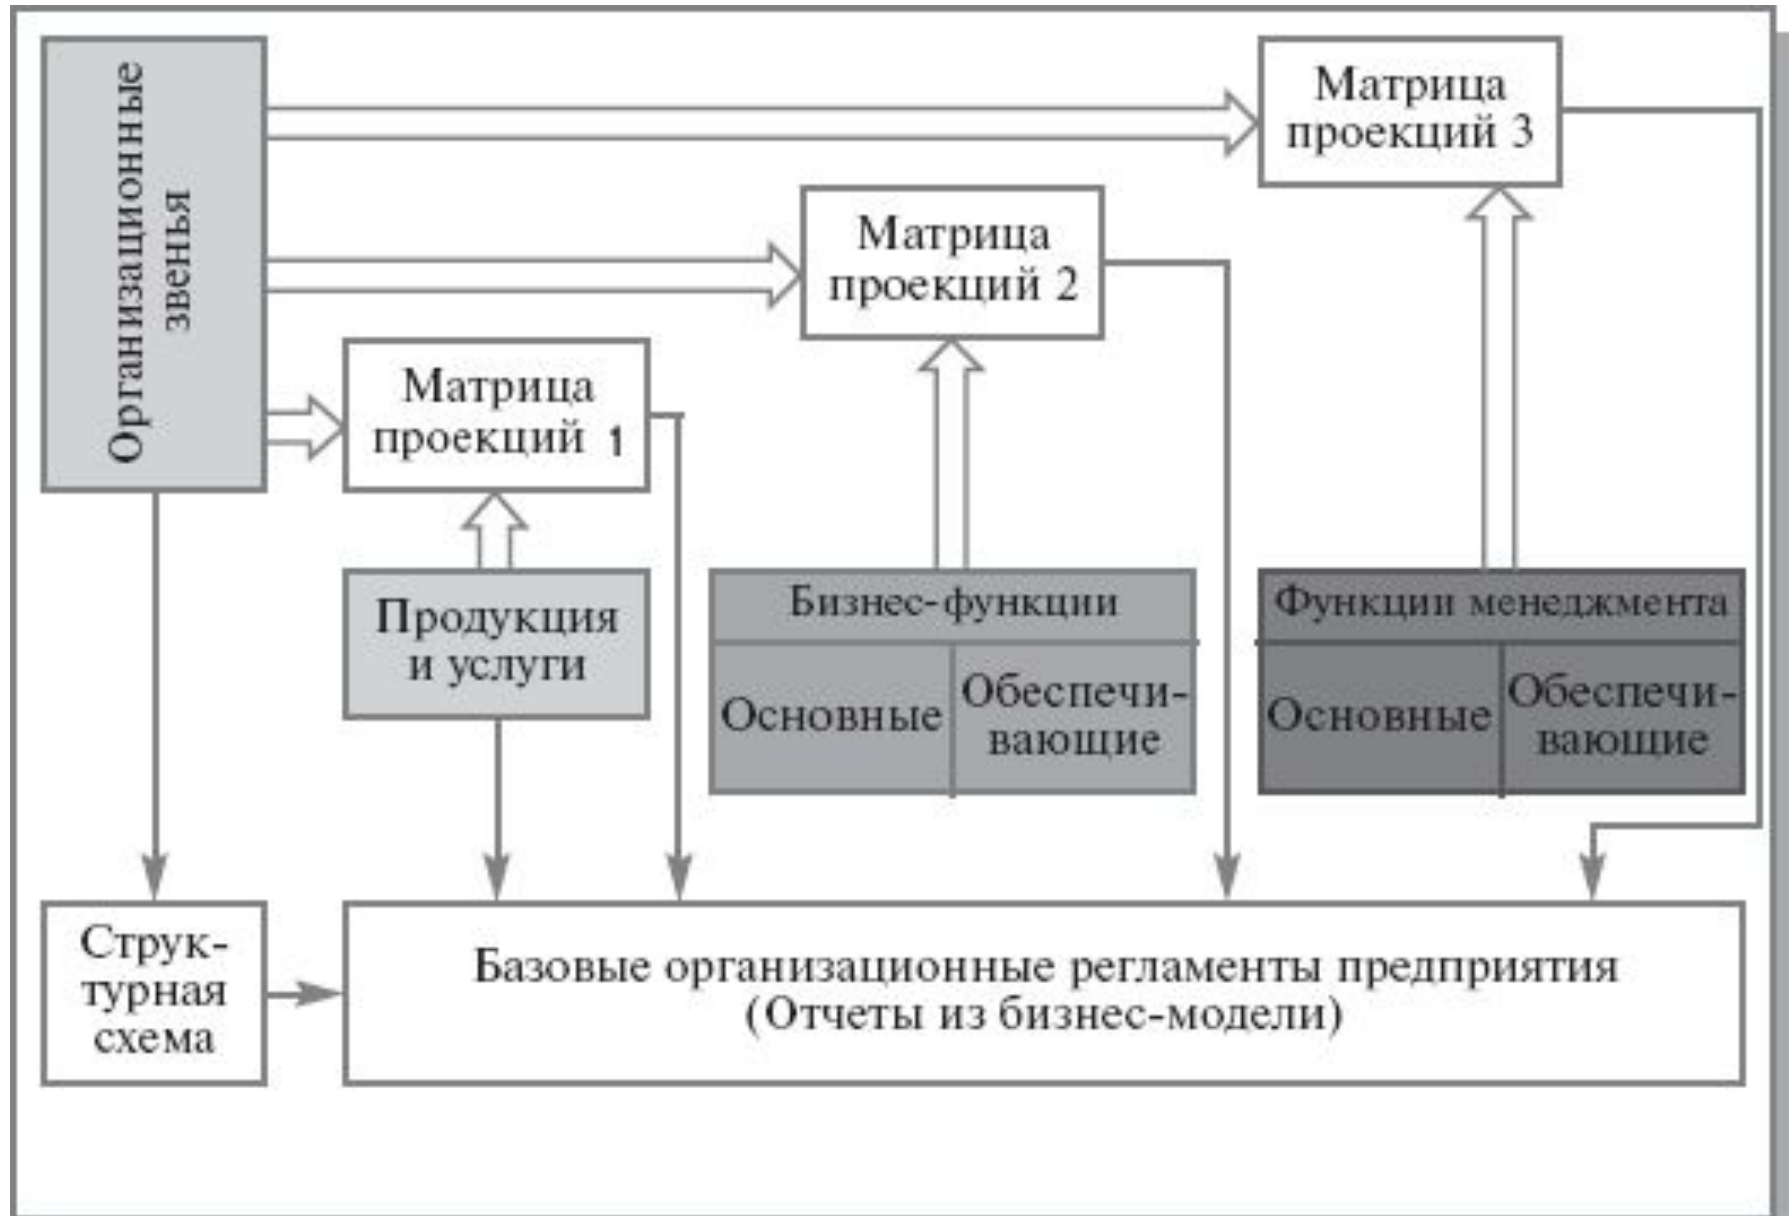 Организационные
звенья
Матрица
проекций 3
Матрица
проекций 2
Матрица
проекций 1
Продукция
и услуги
Бизнес-функции
Основные
Обеспечи-
вающие
Функции менеджмента
Основные
Обеспечи-
вающие
Струк-
турная
схема
Базовые организационные регламенты предприятия
(Отчеты из бизнес-модели)